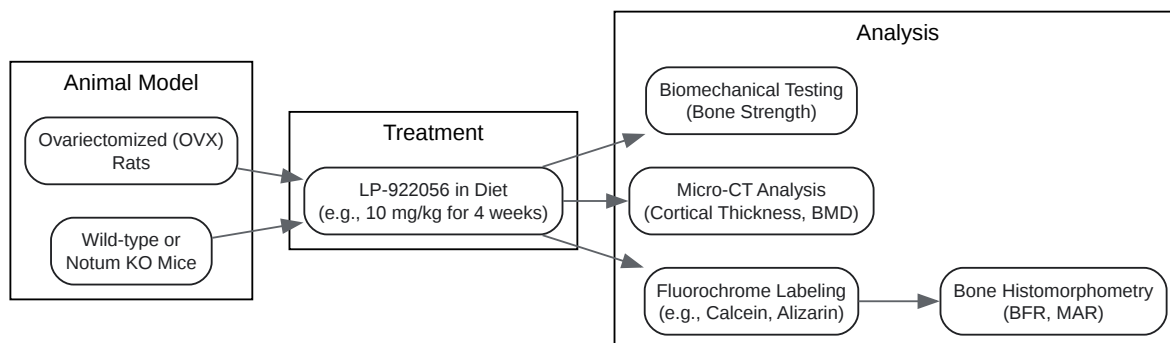 Animal Model
Ovariectomized (OVX)
Rats
Wild-type or
Notum KO Mice
Treatment
LP-922056 in Diet
(e.g., 10 mg/kg for 4 weeks)
Analysis
Biomechanical Testing
(Bone Strength)
Micro-CT Analysis
(Cortical Thickness, BMD)
Fluorochrome Labeling
(e.g., Calcein, Alizarin)
Bone Histomorphometry
(BFR, MAR)